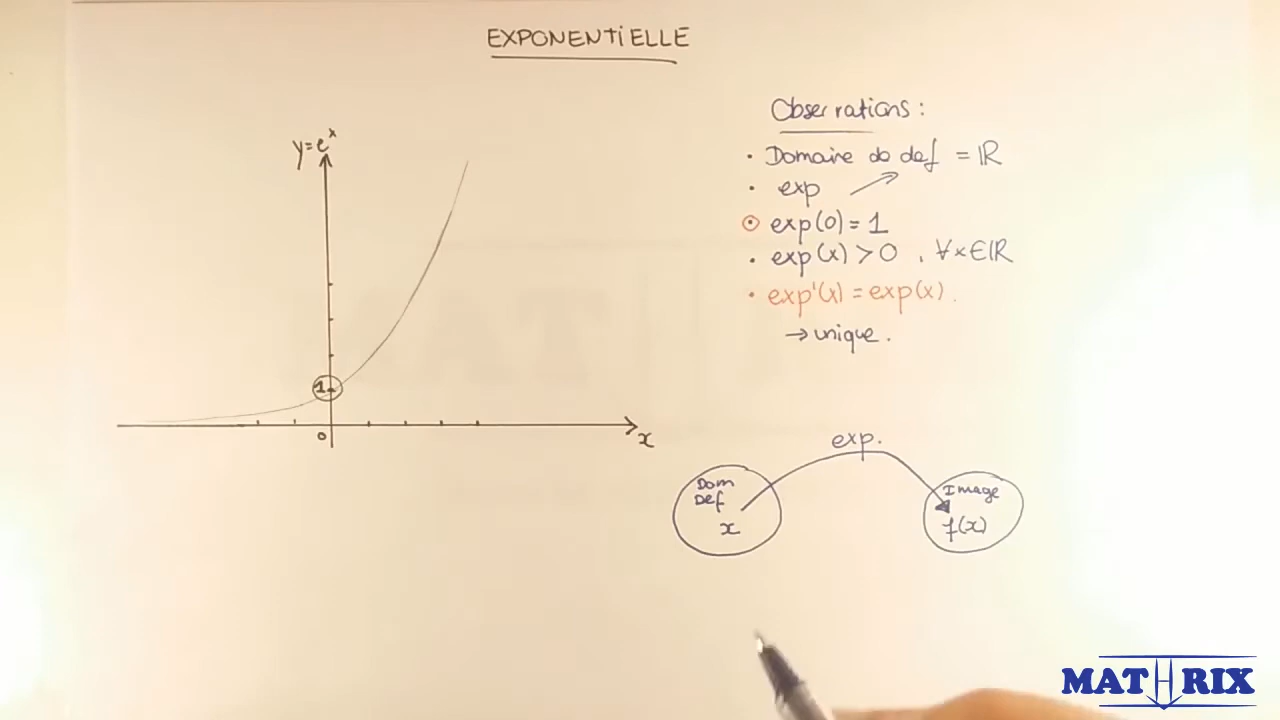 EXPONENTiELLE
y=e^x
1
0
x
Observations :
• Domaine de def = ℝ
• exp ↗
⊙ exp(0) = 1
• exp(x) > 0 , ∀x∈ℝ
• exp'(x) = exp(x).
→ unique.
exp.
Dom
Def
x
Image
f(x)
MATHRIX